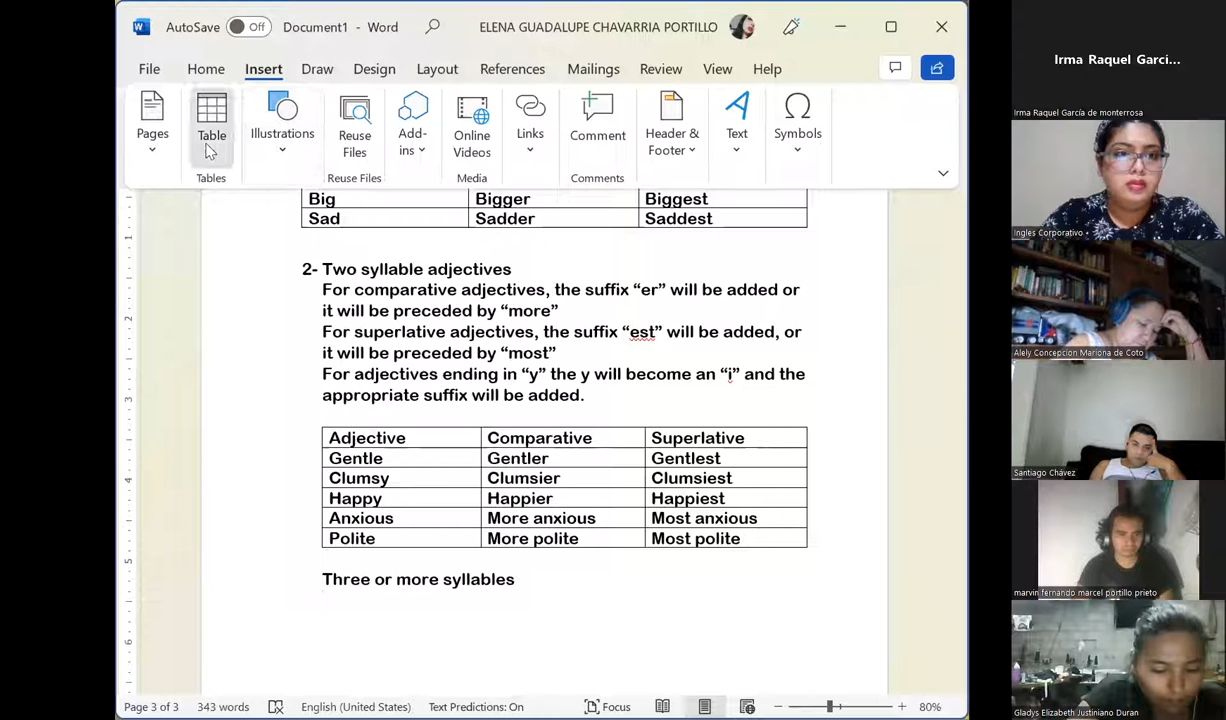 AutoSave Off Document1 - Word ELENA GUADALUPE CHAVARRIA PORTILLO
File Home Insert Draw Design Layout References Mailings Review View Help
Pages Table Illustrations Reuse Files Add-ins Online Videos Links Comment Header & Footer Text Symbols
Tables Reuse Files Media Comments
Big Bigger Biggest
Sad Sadder Saddest
2- Two syllable adjectives
For comparative adjectives, the suffix “er” will be added or
it will be preceded by “more”
For superlative adjectives, the suffix “est” will be added, or
it will be preceded by “most”
For adjectives ending in “y” the y will become an “i” and the
appropriate suffix will be added.
Adjective Comparative Superlative
Gentle Gentler Gentlest
Clumsy Clumsier Clumsiest
Happy Happier Happiest
Anxious More anxious Most anxious
Polite More polite Most polite
Three or more syllables
Page 3 of 3 343 words English (United States) Text Predictions: On Focus 80%
Irma Raquel Garci...
Irma Raquel García de monterrosa
Ingles Corporativo
Alely Concepcion Mariona de Coto
Santiago Chávez
marvin fernando marcel portillo prieto
Gladys Elizabeth Justiniano Duran